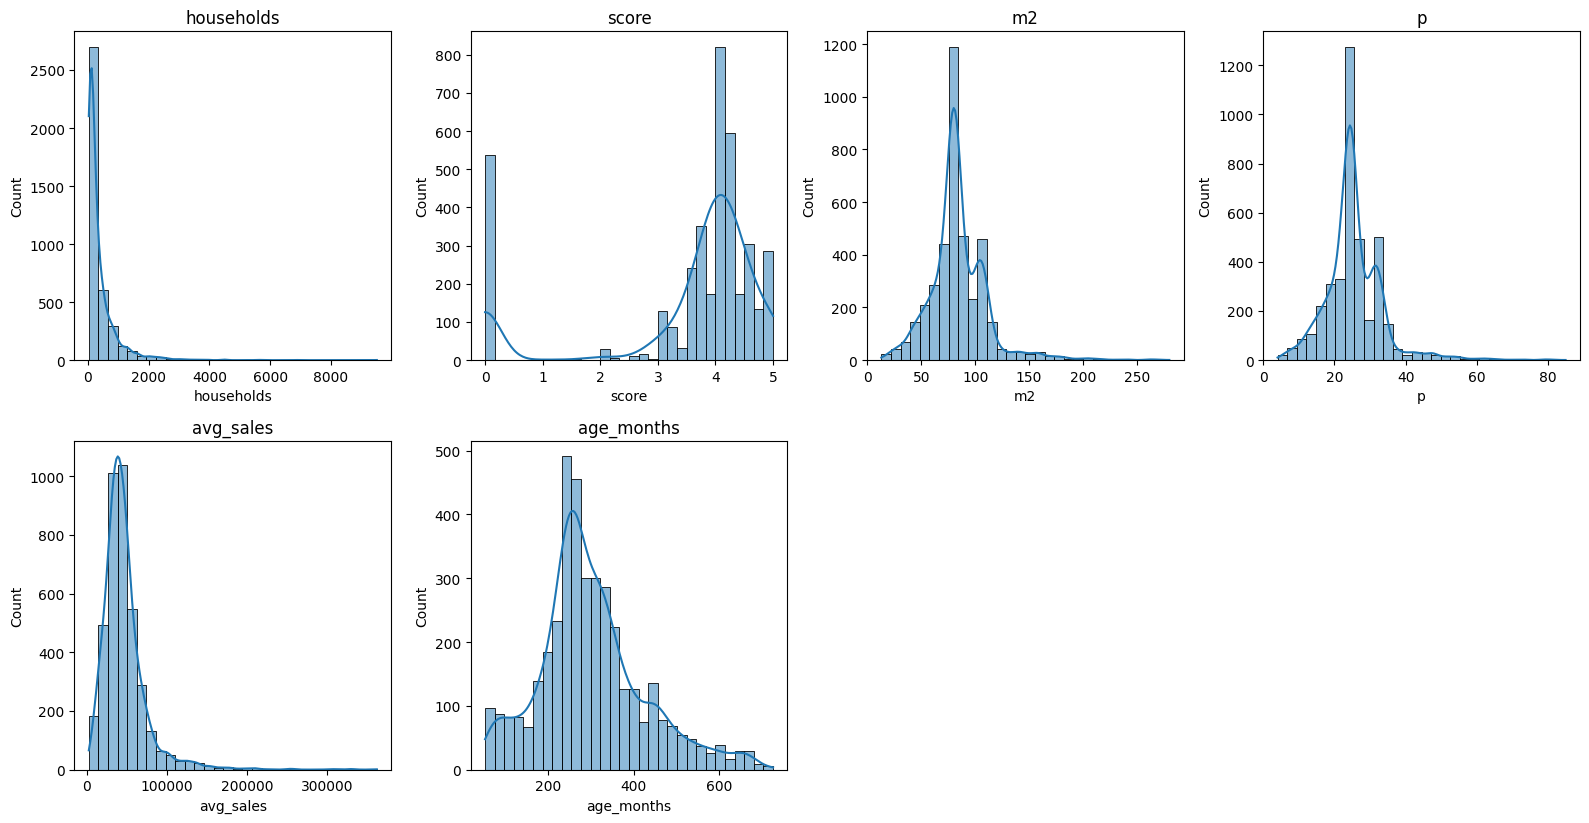 households
2500
2000
1500
1000
500
0
Count
0 2000 4000 6000 8000
households
score
800
700
600
500
400
300
200
100
0
Count
0 1 2 3 4 5
score
m2
1200
1000
800
600
400
200
0
Count
0 50 100 150 200 250
m2
p
1200
1000
800
600
400
200
0
Count
0 20 40 60 80
p
avg_sales
1000
800
600
400
200
0
Count
0 100000 200000 300000
avg_sales
age_months
500
400
300
200
100
0
Count
200 400 600
age_months